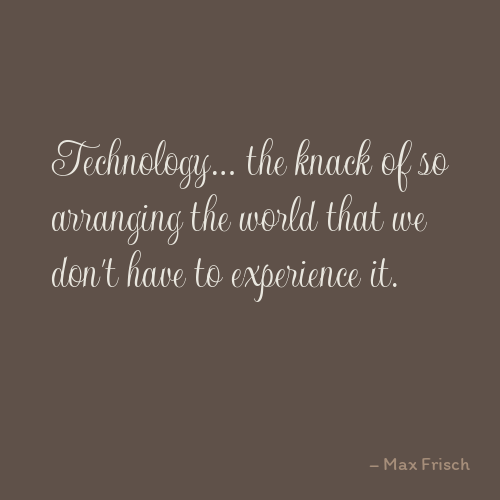 Technology... the knack of so
arranging the world that we
don't have to experience it.
– Max Frisch